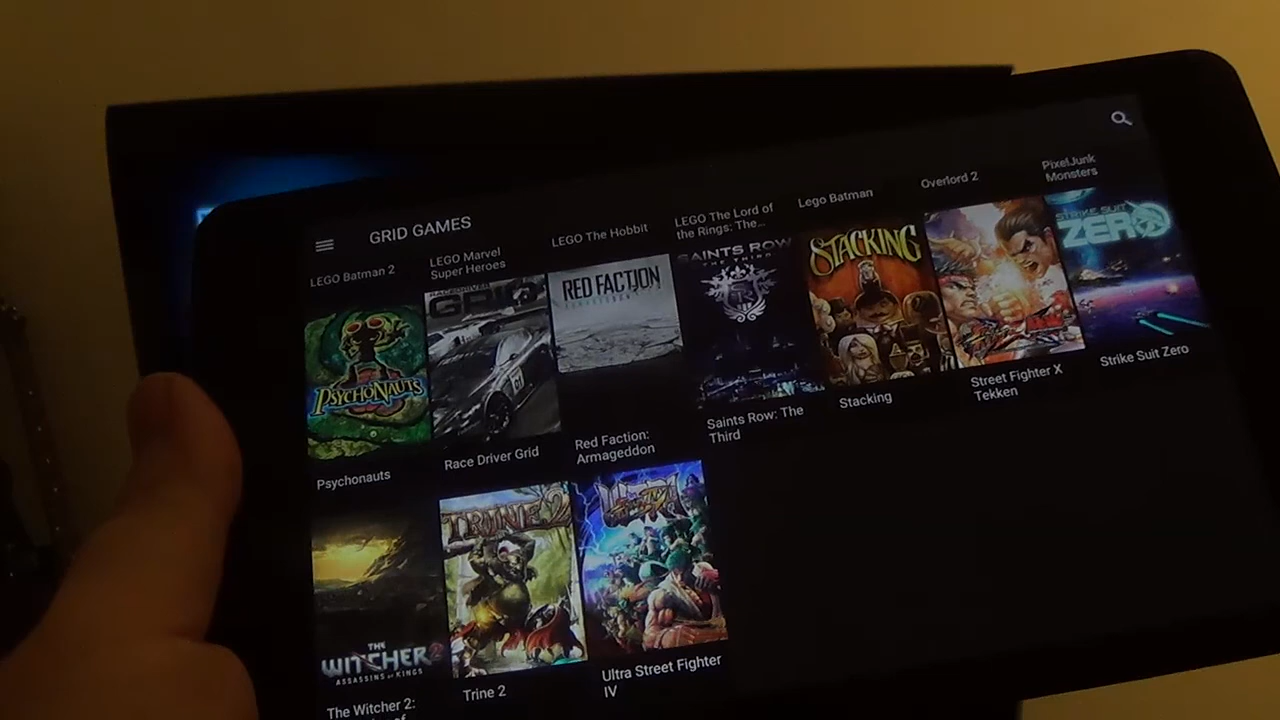 GRID GAMES
LEGO Batman 2
LEGO Marvel
Super Heroes
LEGO The Hobbit
LEGO The Lord of
the Rings: The...
Lego Batman
Overlord 2
PixelJunk
Monsters
PSYCHONAUTS
GRID
RED FACTION
SAINTS ROW
THE THIRD
STACKING
STRIKE SUIT
ZERO
Psychonauts
Race Driver Grid
Red Faction:
Armageddon
Saints Row: The
Third
Stacking
Street Fighter X
Tekken
Strike Suit Zero
THE
WITCHER 2
ASSASSINS OF KINGS
TRINE 2
ULTRA
The Witcher 2:
Trine 2
Ultra Street Fighter
IV